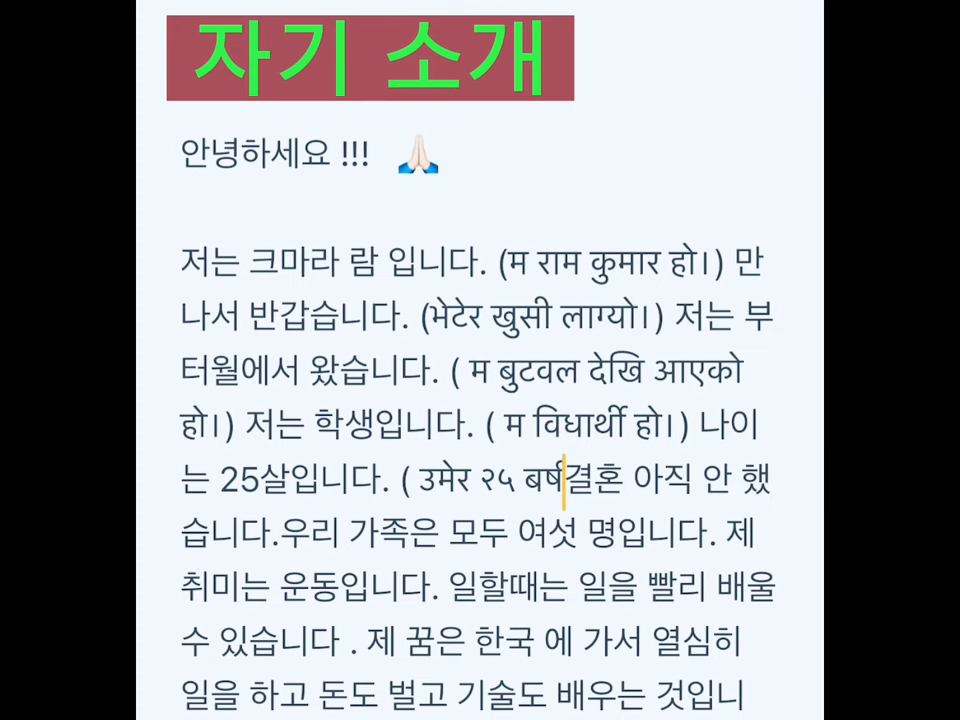 자기 소개
안녕하세요 !!! 🙏🏻
저는 크마라 람 입니다. (म राम कुमार हो।) 만
나서 반갑습니다. (भेटेर खुसी लाग्यो।) 저는 부
터월에서 왔습니다. ( म बुटवल देखि आएको
हो।) 저는 학생입니다. ( म विधार्थी हो।) 나이
는 25살입니다. ( उमेर २५ बर्ष결혼 아직 안 했
습니다.우리 가족은 모두 여섯 명입니다. 제
취미는 운동입니다. 일할때는 일을 빨리 배울
수 있습니다 . 제 꿈은 한국 에 가서 열심히
일을 하고 돈도 벌고 기술도 배우는 것입니